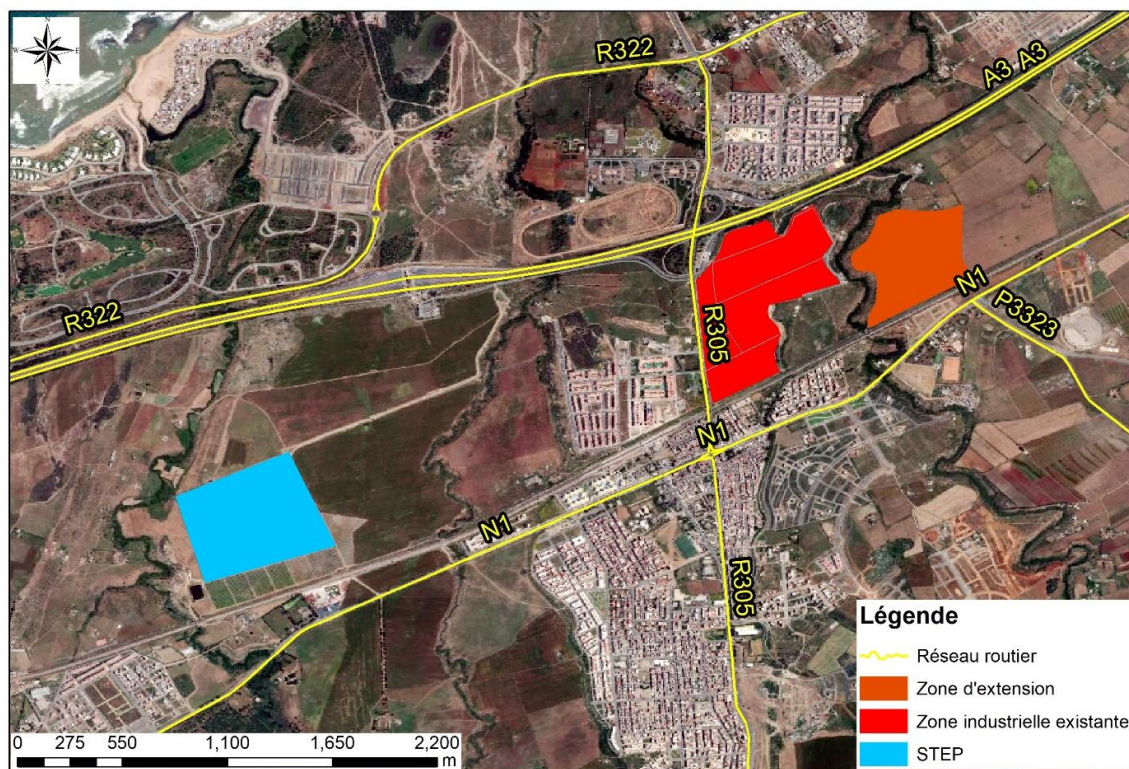 N
W E
S
R322
A3 A3
R322
R305
N1
P3323
N1
N1
R305
Légende
Réseau routier
Zone d'extension
Zone industrielle existante
STEP
0 275 550 1,100 1,650 2,200
m